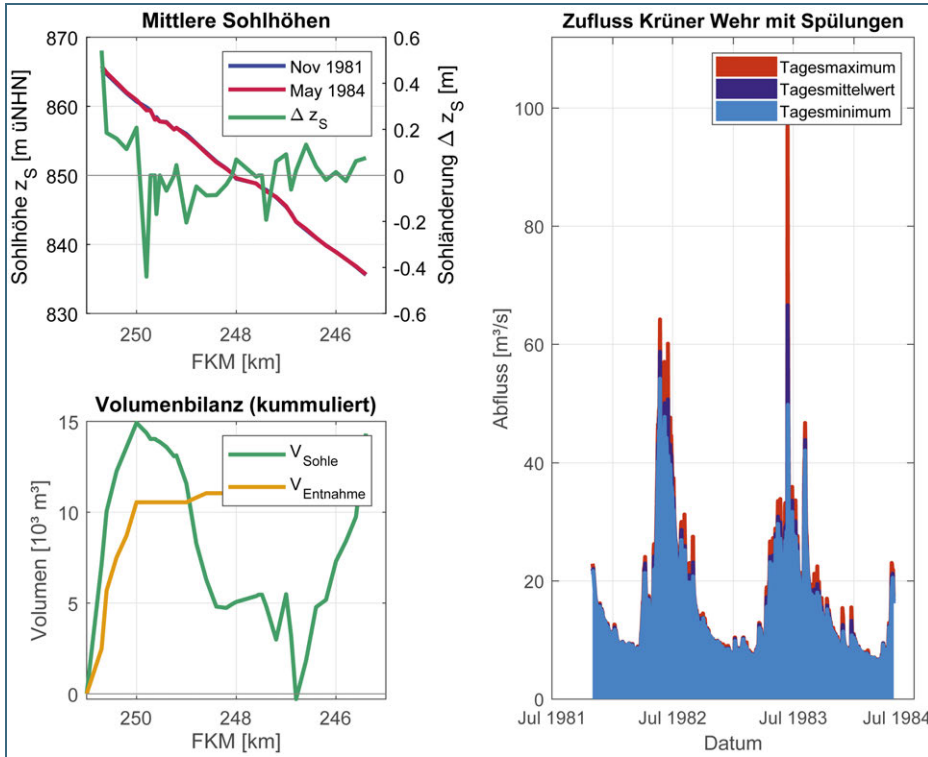 Mittlere Sohlhöhen
870
860
850
840
830
Sohlhöhe z_S [m üNHN]
0.6
0.4
0.2
0
-0.2
-0.4
-0.6
Sohländerung Δ z_S [m]
Nov 1981
May 1984
Δ z_S
250
248
246
FKM [km]
Volumenbilanz (kummuliert)
15
10
5
0
Volumen [10³ m³]
V_Sohle
V_Entnahme
250
248
246
FKM [km]
Zufluss Krüner Wehr mit Spülungen
Tagesmaximum
Tagesmittelwert
Tagesminimum
100
80
60
40
20
0
Abfluss [m³/s]
Jul 1981
Jul 1982
Jul 1983
Jul 1984
Datum